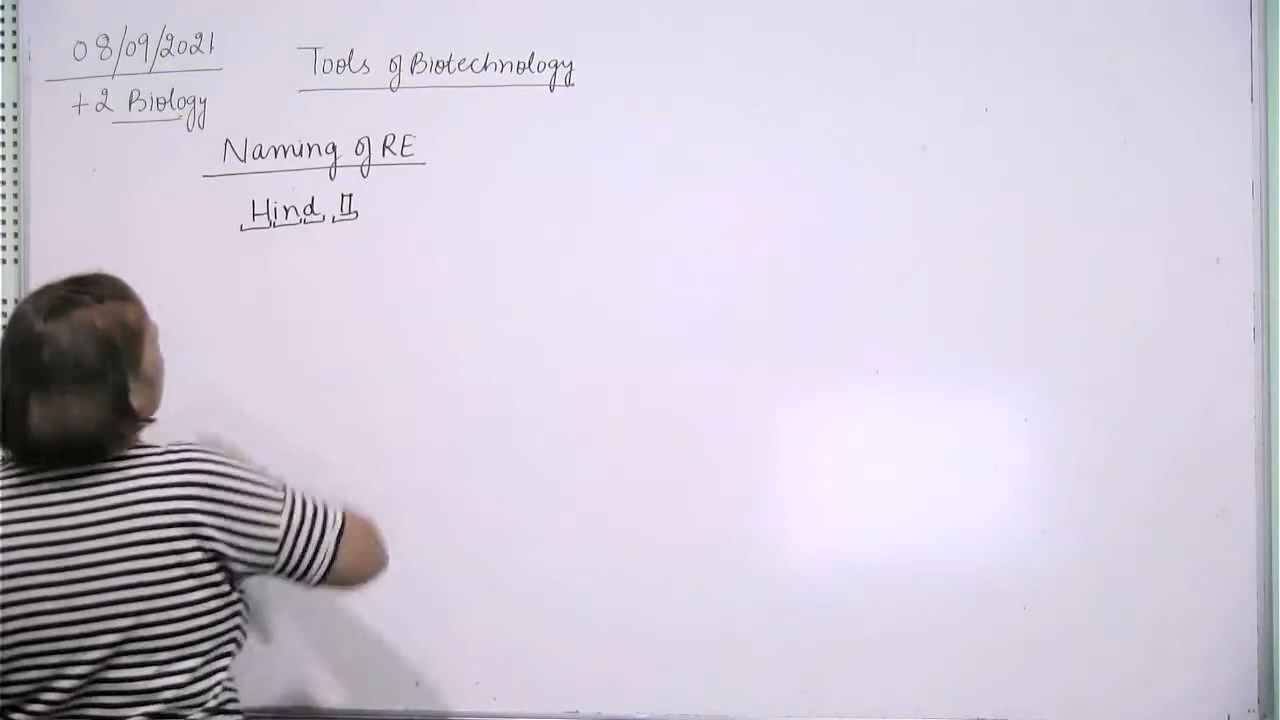 08/09/2021
Tools of Biotechnology
+2 Biology
Naming of RE
Hind II